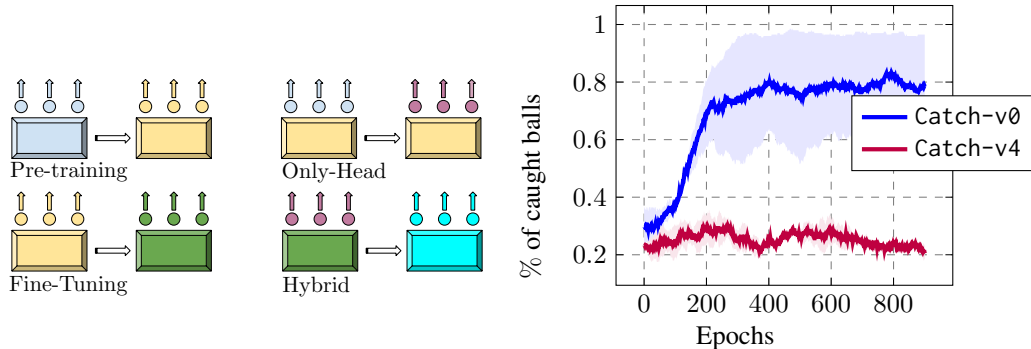 Pre-training
Only-Head
Fine-Tuning
Hybrid
% of caught balls
1
0.8
0.6
0.4
0.2
0
200
400
600
800
Epochs
Catch-v0
Catch-v4